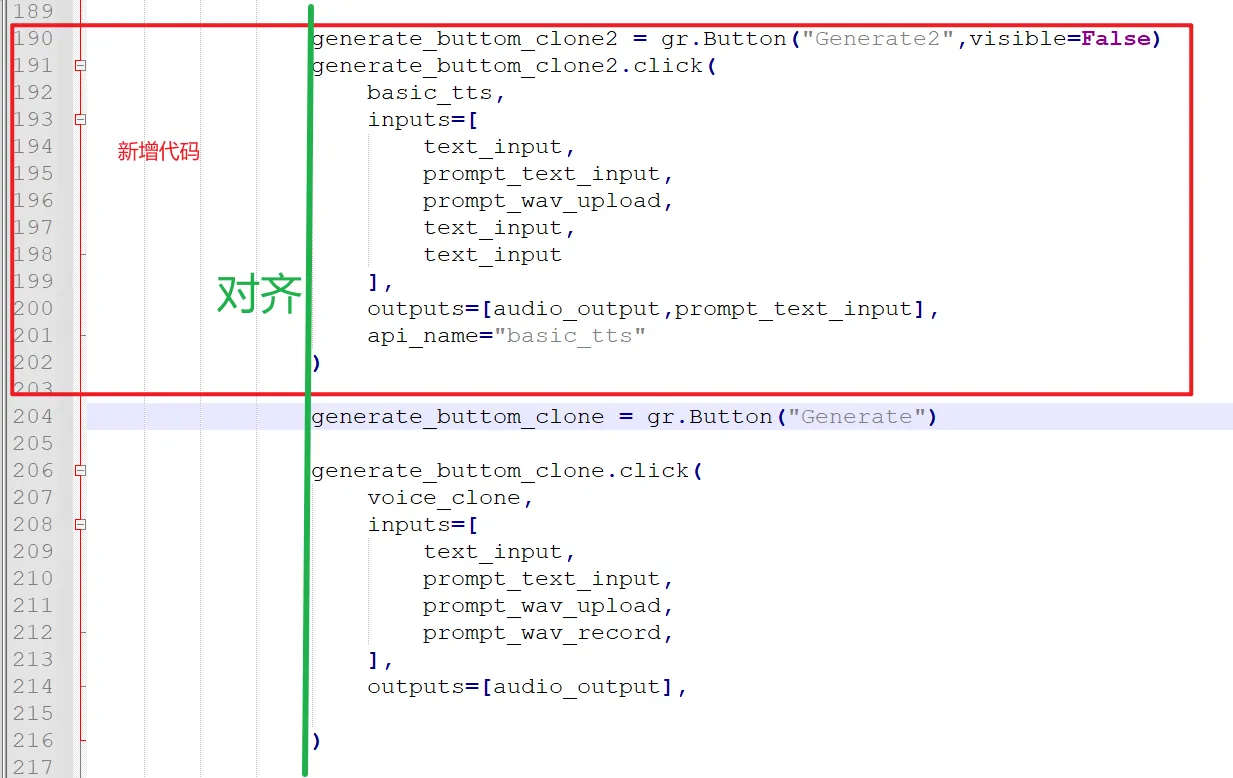 189
190 generate_buttom_clone2 = gr.Button("Generate2",visible=False)
191 generate_buttom_clone2.click(
192 basic_tts,
193 inputs=[
194 text_input,
新增代码
195 prompt_text_input,
196 prompt_wav_upload,
197 text_input,
198 text_input
199 ],
对齐
200 outputs=[audio_output,prompt_text_input],
201 api_name="basic_tts"
202 )
203
204 generate_buttom_clone = gr.Button("Generate")
205
206 generate_buttom_clone.click(
207 voice_clone,
208 inputs=[
209 text_input,
210 prompt_text_input,
211 prompt_wav_upload,
212 prompt_wav_record,
213 ],
214 outputs=[audio_output],
215
216 )
217